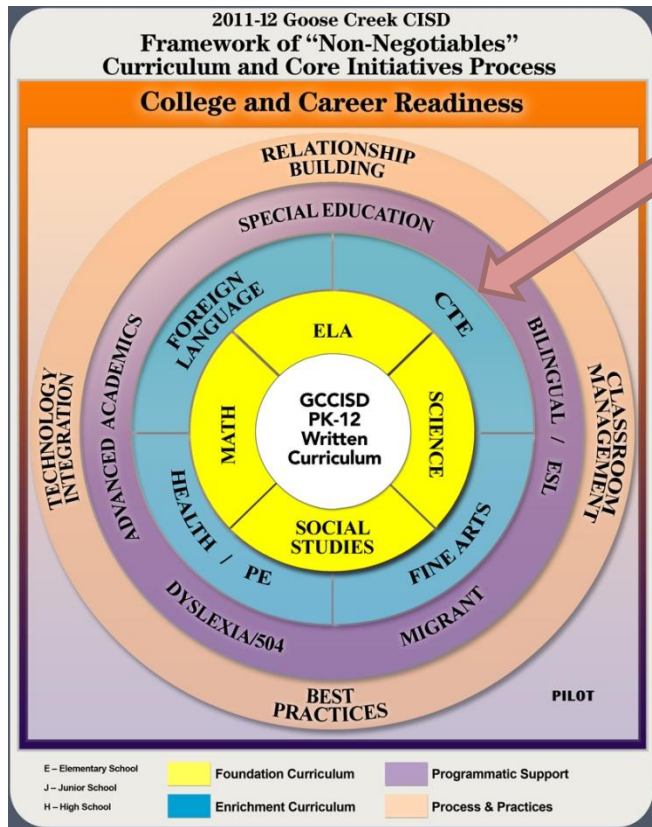 2011-12 Goose Creek CISD
Framework of “Non-Negotiables”
Curriculum and Core Initiatives Process
College and Career Readiness
RELATIONSHIP
BUILDING
SPECIAL EDUCATION
FOREIGN
LANGUAGE
CTE
ELA
TECHNOLOGY
INTEGRATION
ADVANCED ACADEMICS
MATH
GCCISD
PK-12
Written
Curriculum
SCIENCE
BILINGUAL / ESL
CLASSROOM
MANAGEMENT
SOCIAL
STUDIES
HEALTH / PE
FINE ARTS
DYSLEXIA/504
MIGRANT
BEST
PRACTICES
PILOT
E – Elementary School
J – Junior School
H – High School
Foundation Curriculum
Enrichment Curriculum
Programmatic Support
Process & Practices